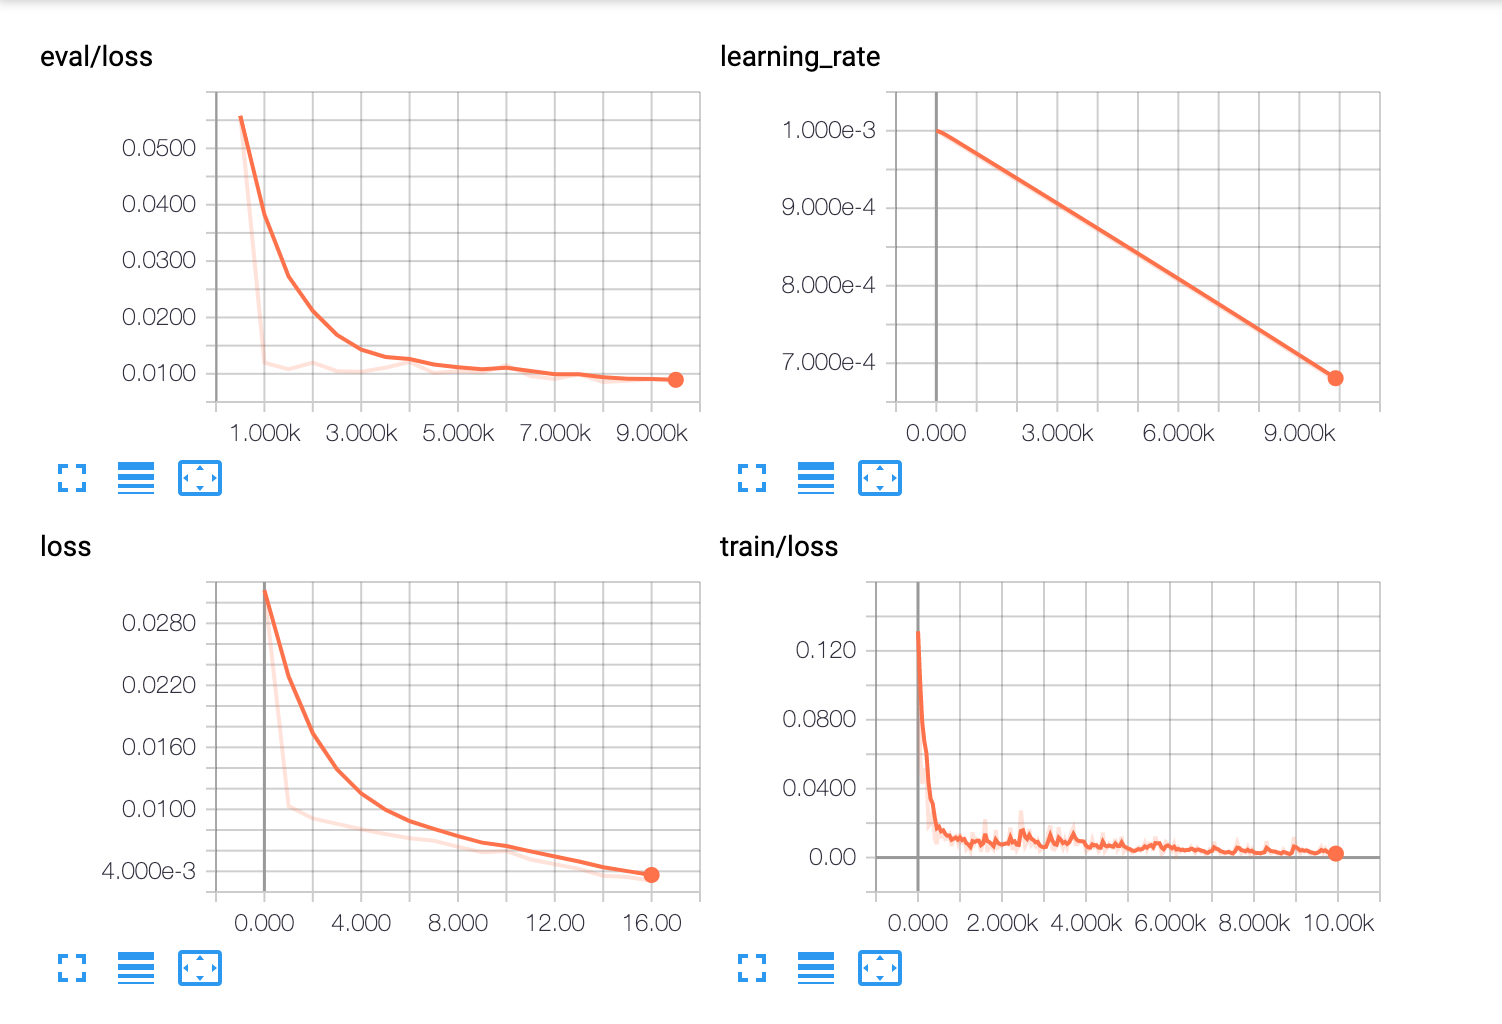 eval/loss
0.0500
0.0400
0.0300
0.0200
0.0100
1.000k 3.000k 5.000k 7.000k 9.000k
learning_rate
1.000e-3
9.000e-4
8.000e-4
7.000e-4
0.000 3.000k 6.000k 9.000k
loss
0.0280
0.0220
0.0160
0.0100
4.000e-3
0.000 4.000 8.000 12.00 16.00
train/loss
0.120
0.0800
0.0400
0.00
0.000 2.000k 4.000k 6.000k 8.000k 10.00k